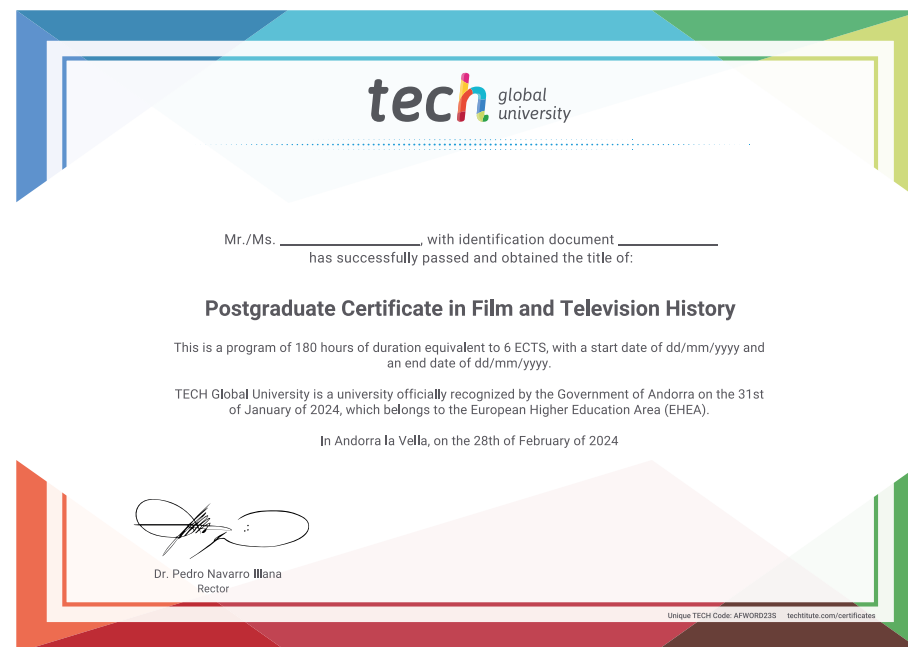 tech global university
Mr./Ms. ____________, with identification document ____________
has successfully passed and obtained the title of:
Postgraduate Certificate in Film and Television History
This is a program of 180 hours of duration equivalent to 6 ECTS, with a start date of dd/mm/yyyy and
an end date of dd/mm/yyyy.
TECH Global University is a university officially recognized by the Government of Andorra on the 31st
of January of 2024, which belongs to the European Higher Education Area (EHEA).
In Andorra la Vella, on the 28th of February of 2024
Dr. Pedro Navarro Illana
Rector
Unique TECH Code: AFWORD23S techtitute.com/certificates